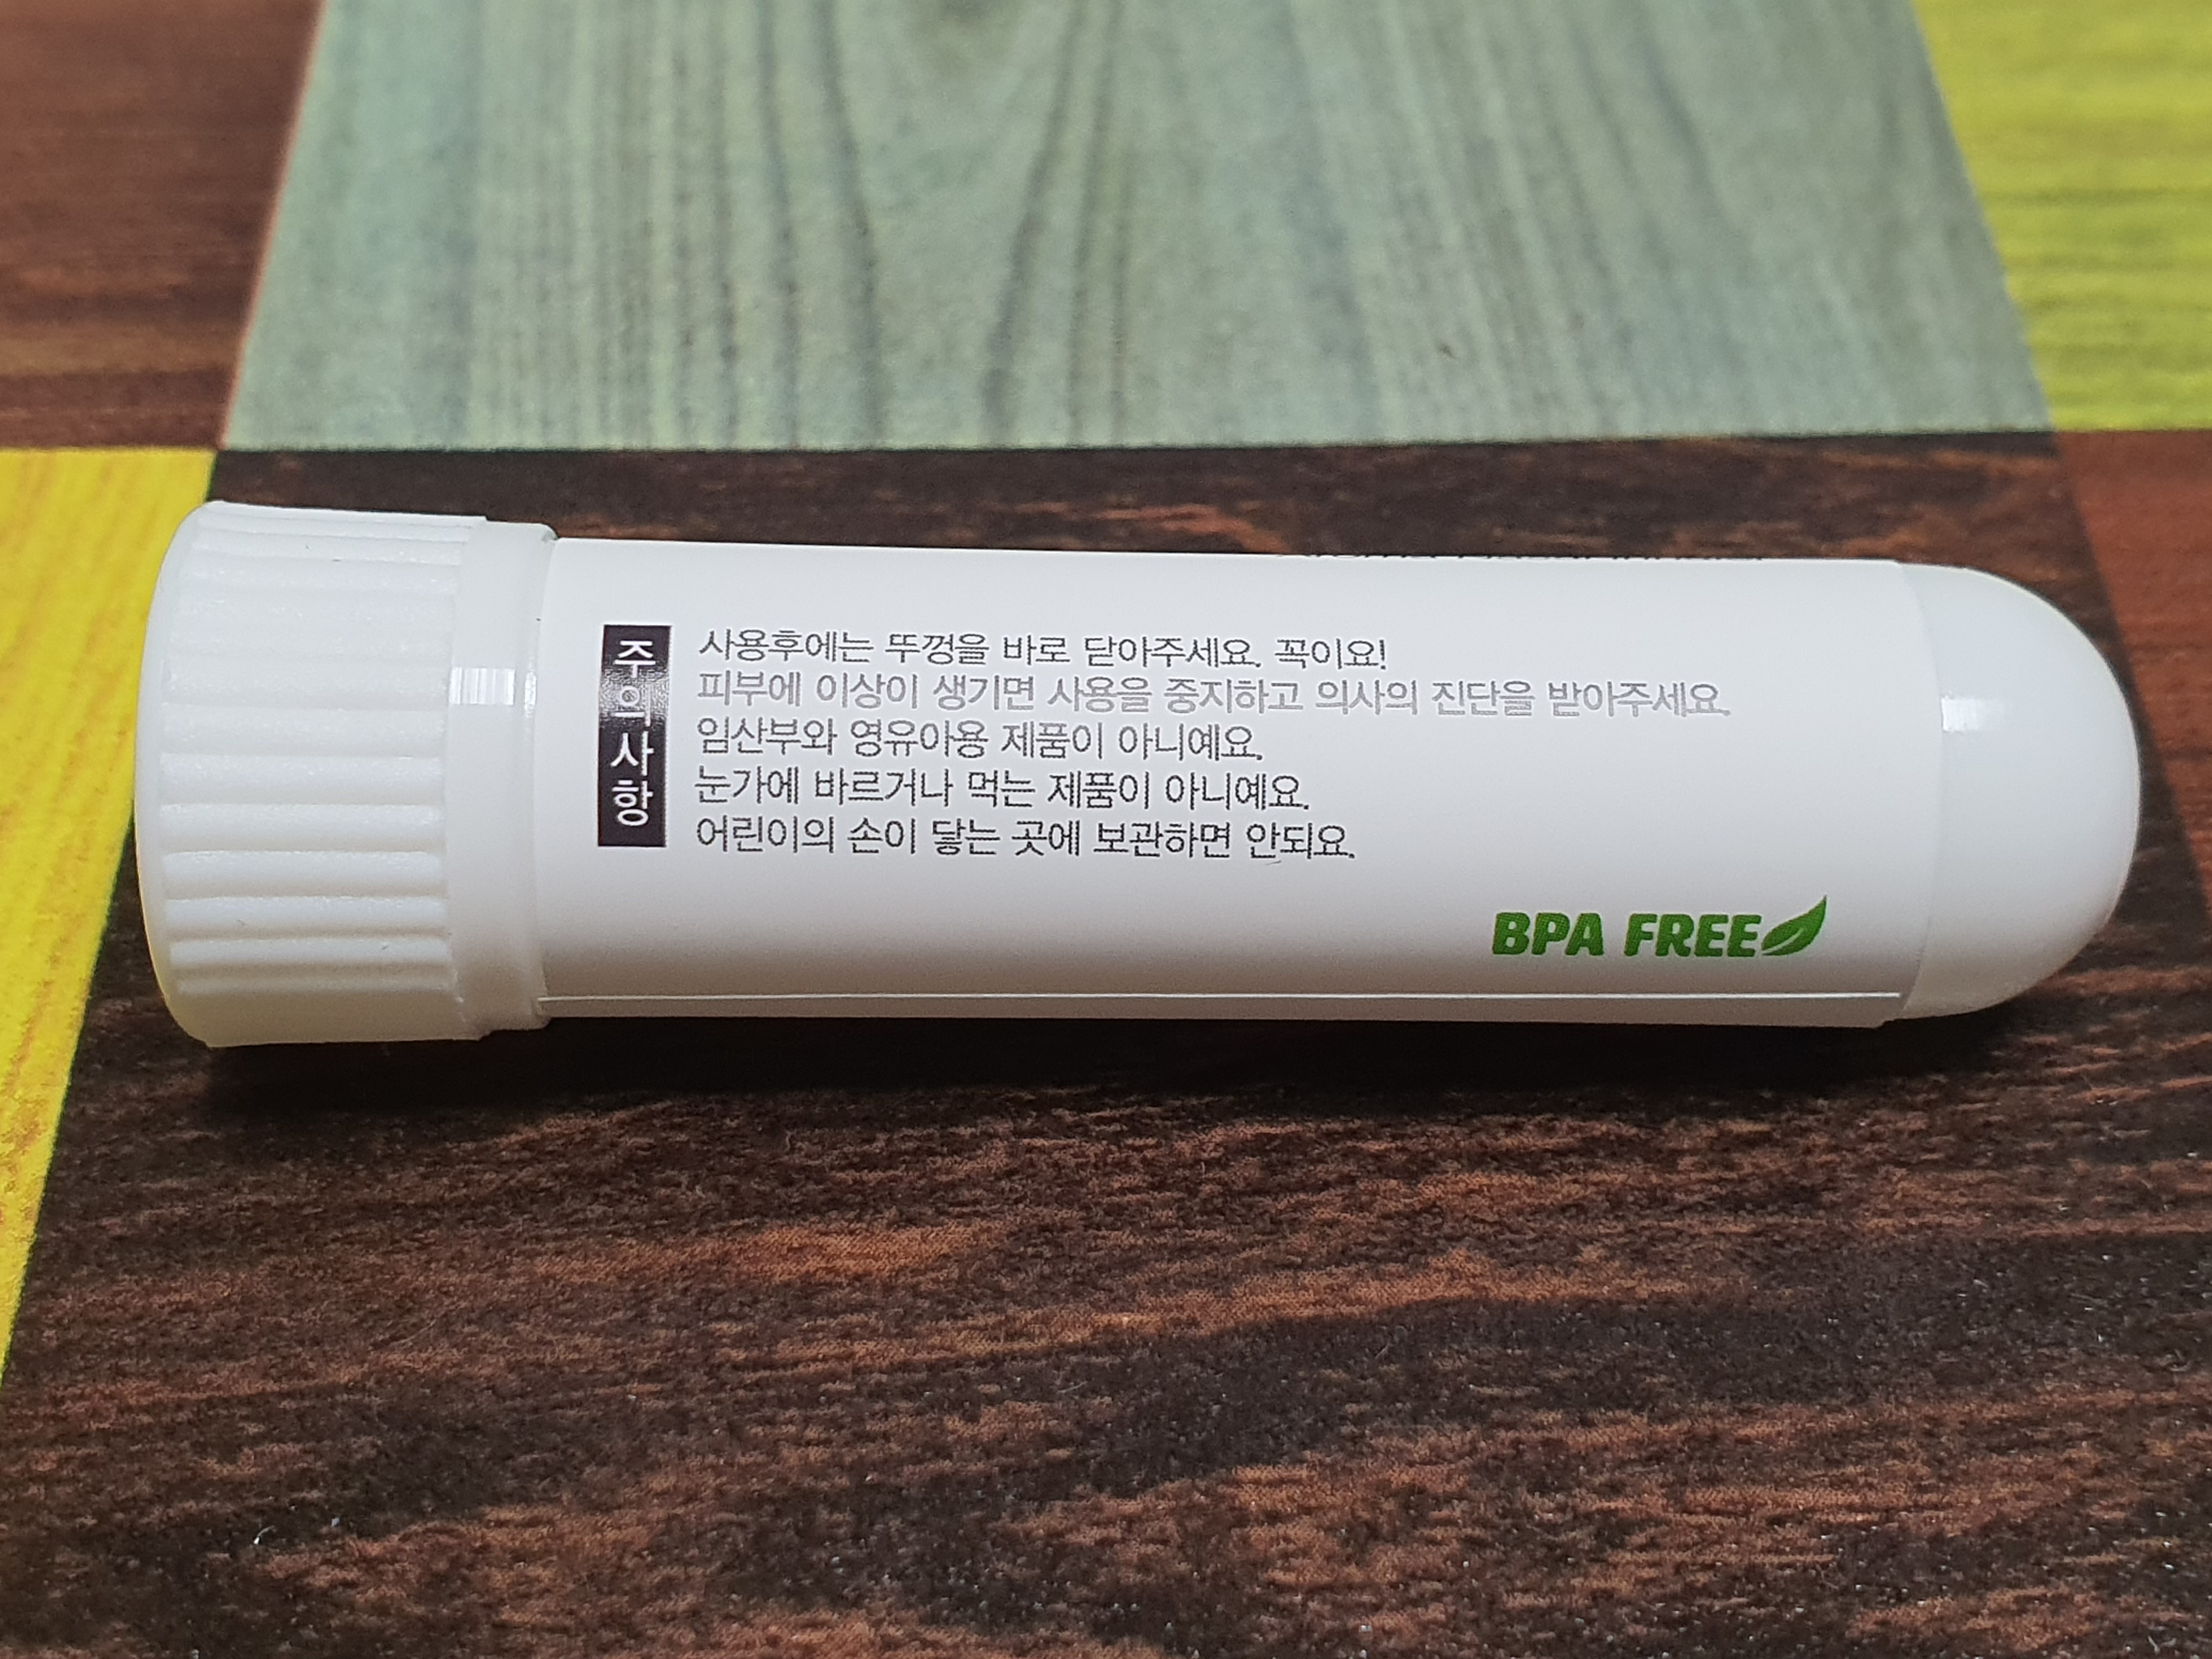 주의사항
사용후에는 뚜껑을 바로 닫아주세요. 꼭이요!
피부에 이상이 생기면 사용을 중지하고 의사의 진단을 받아주세요.
임산부와 영유아용 제품이 아니예요.
눈가에 바르거나 먹는 제품이 아니예요.
어린이의 손이 닿는 곳에 보관하면 안되요.
BPA FREE